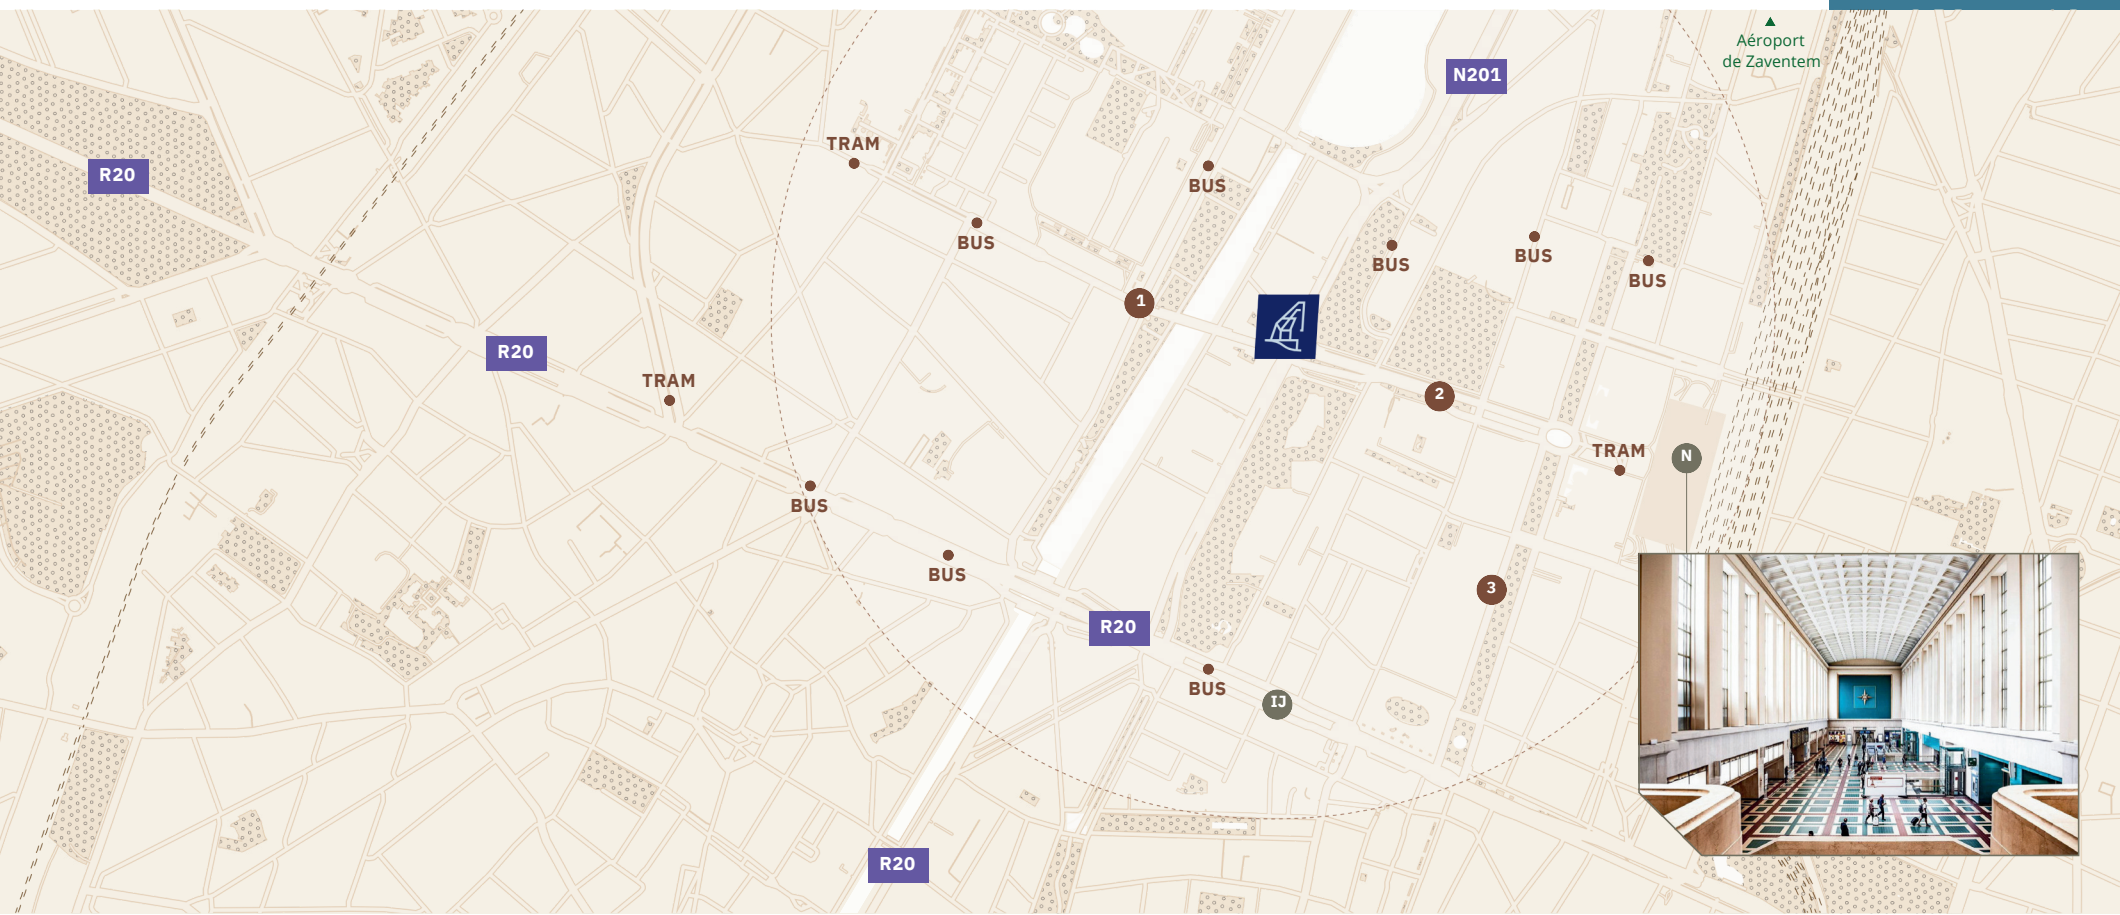 Aéroport
de Zaventem
N201
TRAM
R20
BUS
BUS
BUS
BUS
BUS
1
R20
TRAM
2
TRAM
N
BUS
BUS
3
R20
BUS
IJ
R20